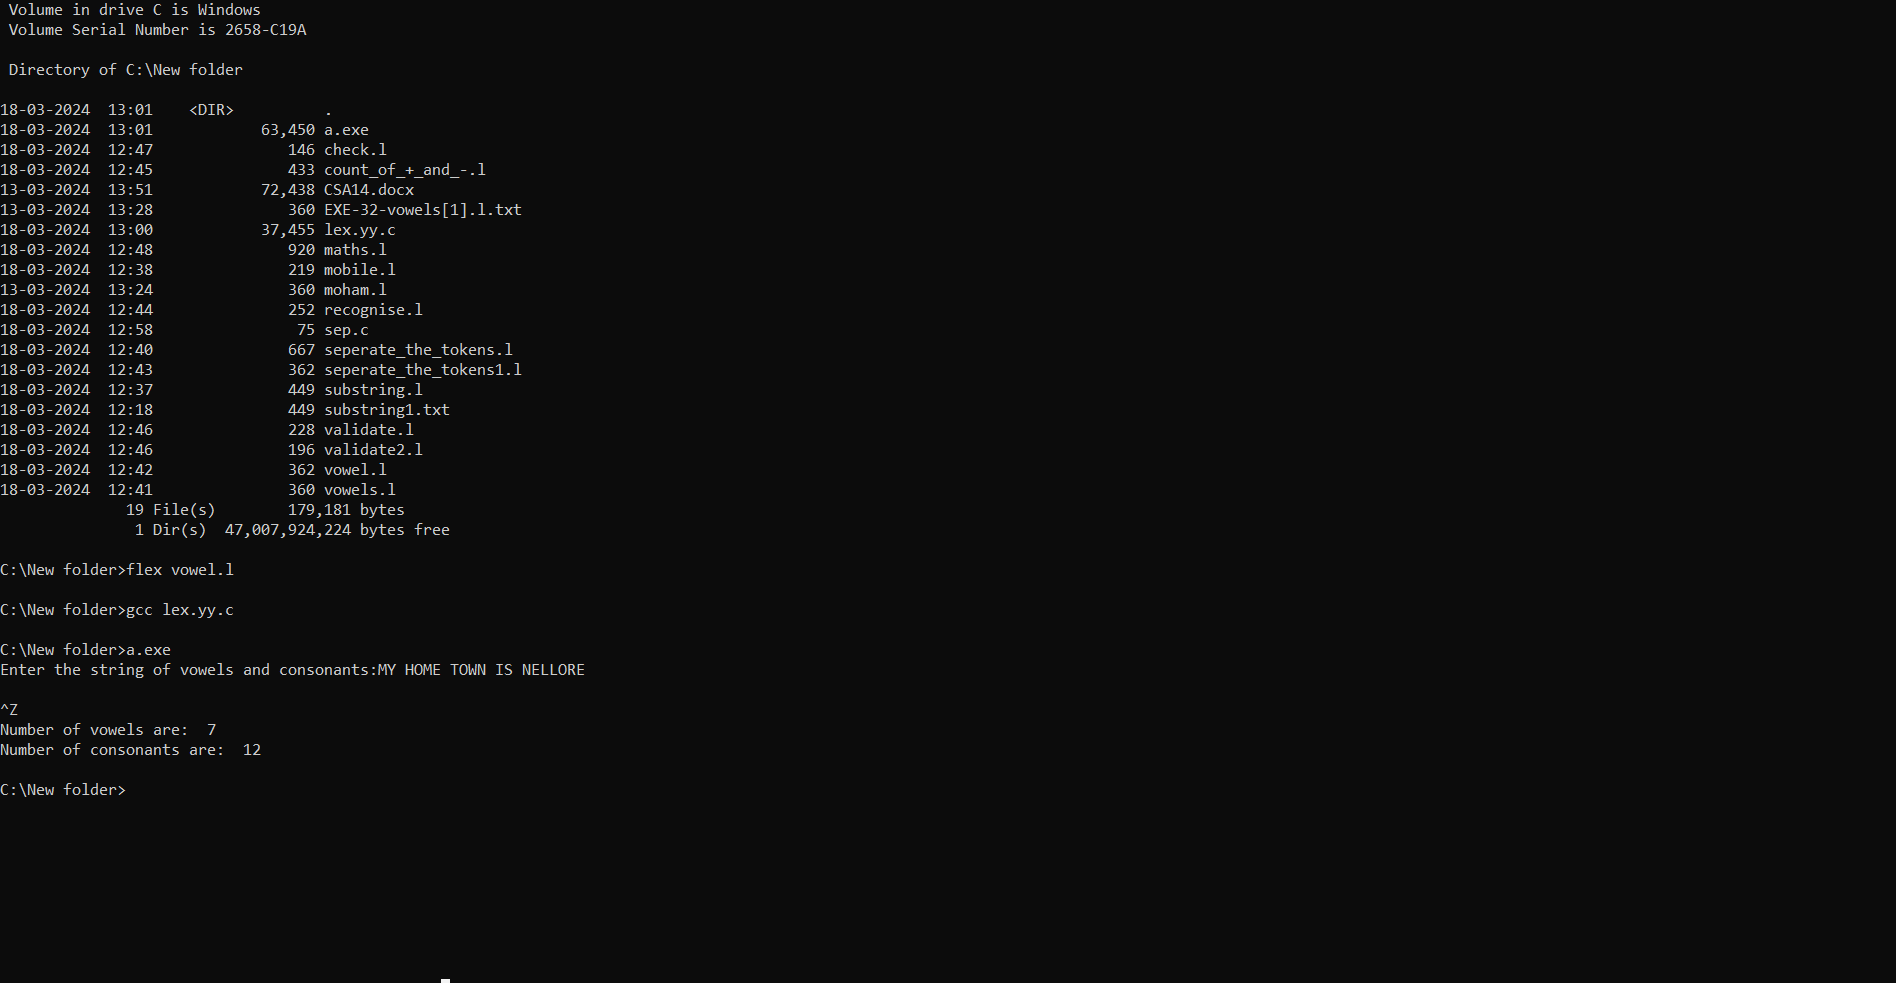 Volume in drive C is Windows
Volume Serial Number is 2658-C19A
Directory of C:\New folder
18-03-2024  13:01    <DIR>          .
18-03-2024  13:01            63,450 a.exe
18-03-2024  12:47               146 check.l
18-03-2024  12:45               433 count_of_+_and_-.l
13-03-2024  13:51            72,438 CSA14.docx
13-03-2024  13:28               360 EXE-32-vowels[1].l.txt
18-03-2024  13:00            37,455 lex.yy.c
18-03-2024  12:48               920 maths.l
18-03-2024  12:38               219 mobile.l
13-03-2024  13:24               360 moham.l
18-03-2024  12:44               252 recognise.l
18-03-2024  12:58                75 sep.c
18-03-2024  12:40               667 seperate_the_tokens.l
18-03-2024  12:43               362 seperate_the_tokens1.l
18-03-2024  12:37               449 substring.l
18-03-2024  12:18               449 substring1.txt
18-03-2024  12:46               228 validate.l
18-03-2024  12:46               196 validate2.l
18-03-2024  12:42               362 vowel.l
18-03-2024  12:41               360 vowels.l
19 File(s)        179,181 bytes
1 Dir(s)  47,007,924,224 bytes free
C:\New folder>flex vowel.l
C:\New folder>gcc lex.yy.c
C:\New folder>a.exe
Enter the string of vowels and consonants:MY HOME TOWN IS NELLORE
^Z
Number of vowels are:  7
Number of consonants are:  12
C:\New folder>